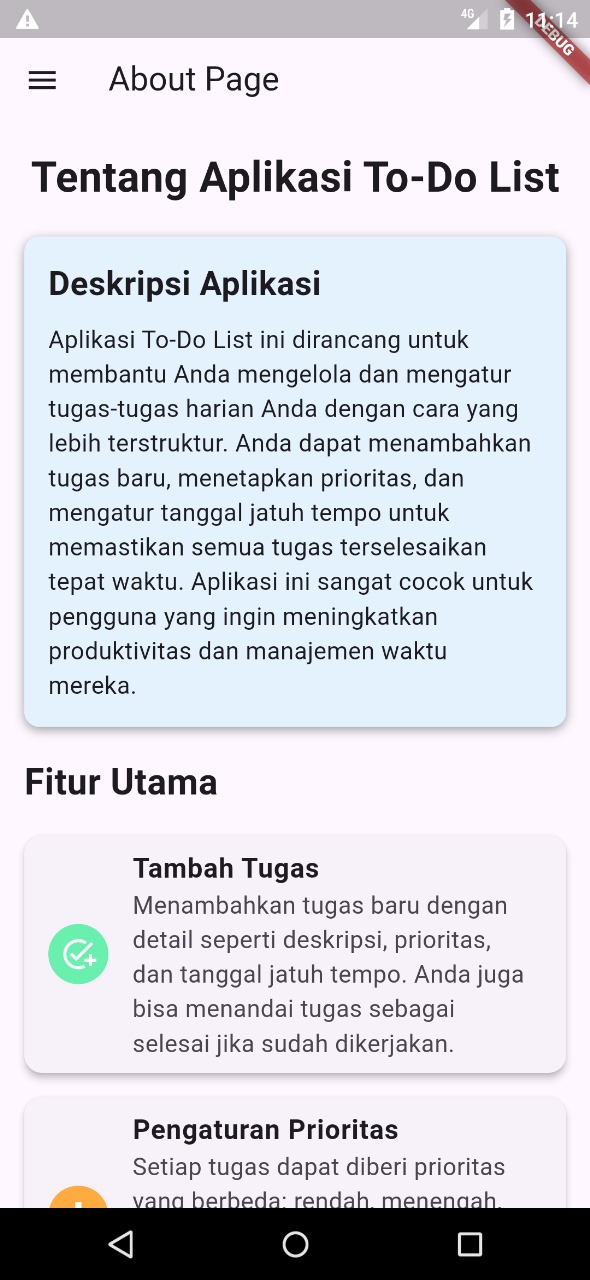 4G 11:14
DEBUG
About Page
Tentang Aplikasi To-Do List
Deskripsi Aplikasi
Aplikasi To-Do List ini dirancang untuk
membantu Anda mengelola dan mengatur
tugas-tugas harian Anda dengan cara yang
lebih terstruktur. Anda dapat menambahkan
tugas baru, menetapkan prioritas, dan
mengatur tanggal jatuh tempo untuk
memastikan semua tugas terselesaikan
tepat waktu. Aplikasi ini sangat cocok untuk
pengguna yang ingin meningkatkan
produktivitas dan manajemen waktu
mereka.
Fitur Utama
Tambah Tugas
Menambahkan tugas baru dengan
detail seperti deskripsi, prioritas,
dan tanggal jatuh tempo. Anda juga
bisa menandai tugas sebagai
selesai jika sudah dikerjakan.
Pengaturan Prioritas
Setiap tugas dapat diberi prioritas
yang berbeda: rendah, menengah,